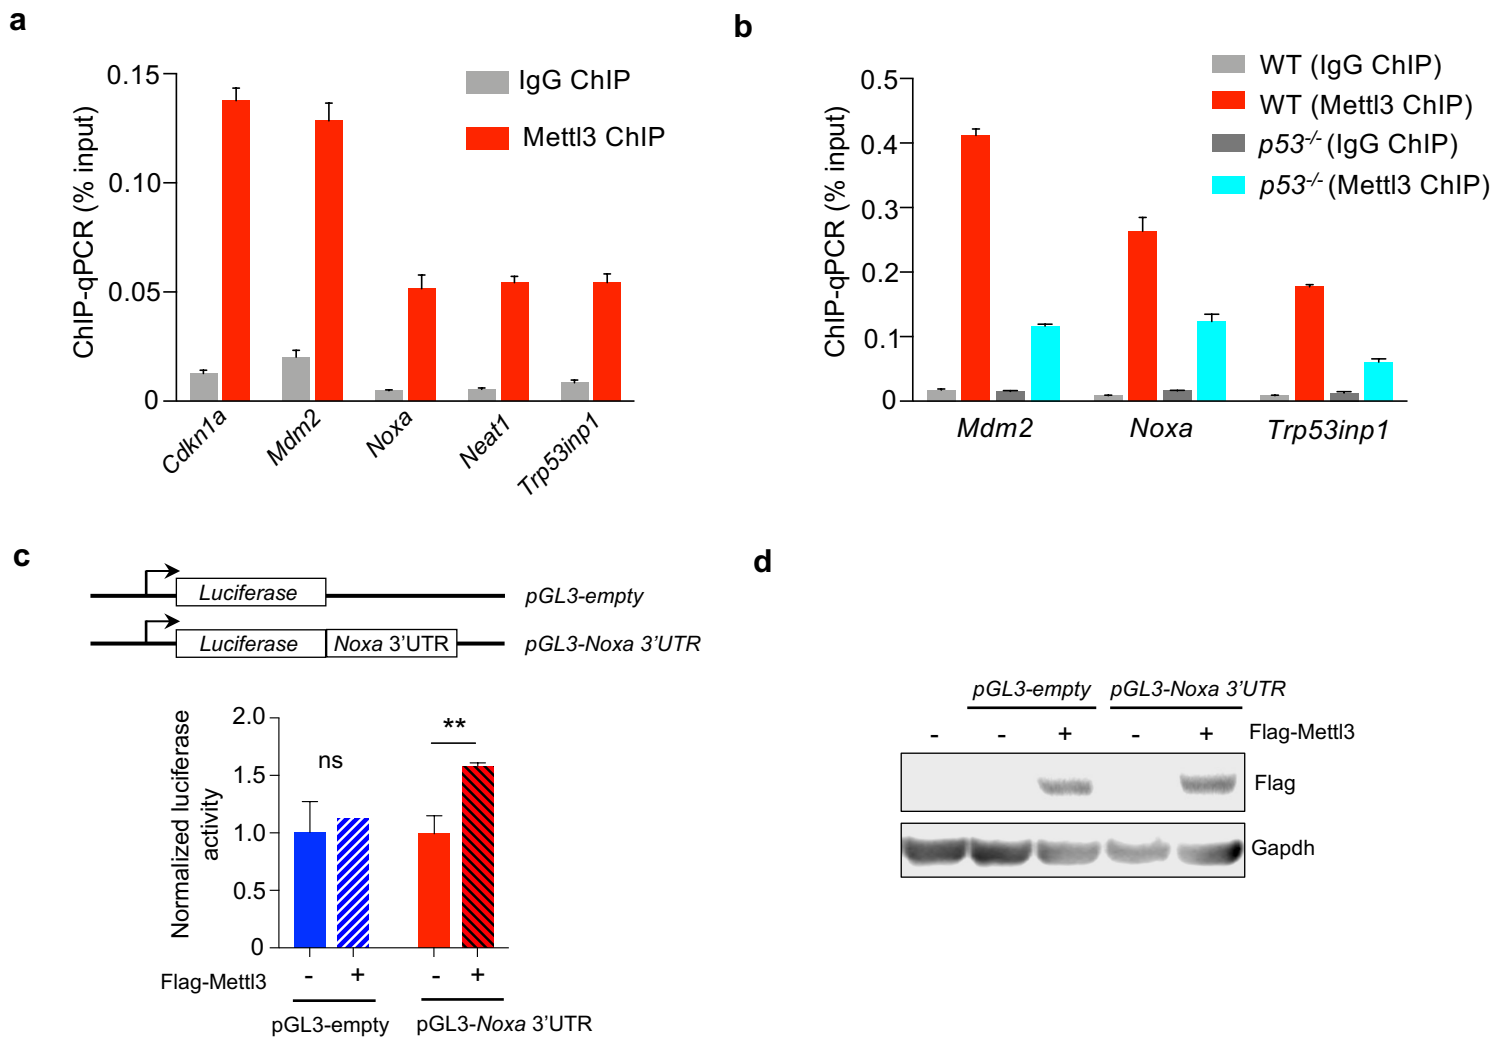 a
0.15
0.10
0.05
0
ChIP-qPCR (% input)
IgG ChIP
Mettl3 ChIP
Cdkn1a
Mdm2
Noxa
Neat1
Trp53inp1
b
0.5
0.4
0.3
0.2
0.1
0
ChIP-qPCR (% input)
WT (IgG ChIP)
WT (Mettl3 ChIP)
p53-/- (IgG ChIP)
p53-/- (Mettl3 ChIP)
Mdm2
Noxa
Trp53inp1
c
Luciferase
pGL3-empty
Luciferase
Noxa 3'UTR
pGL3-Noxa 3'UTR
Normalized luciferase
activity
2.0
1.5
1.0
0.5
0
ns
**
Flag-Mettl3
- + - +
pGL3-empty
pGL3-Noxa 3'UTR
d
pGL3-empty
pGL3-Noxa 3'UTR
- - + - +
Flag-Mettl3
Flag
Gapdh